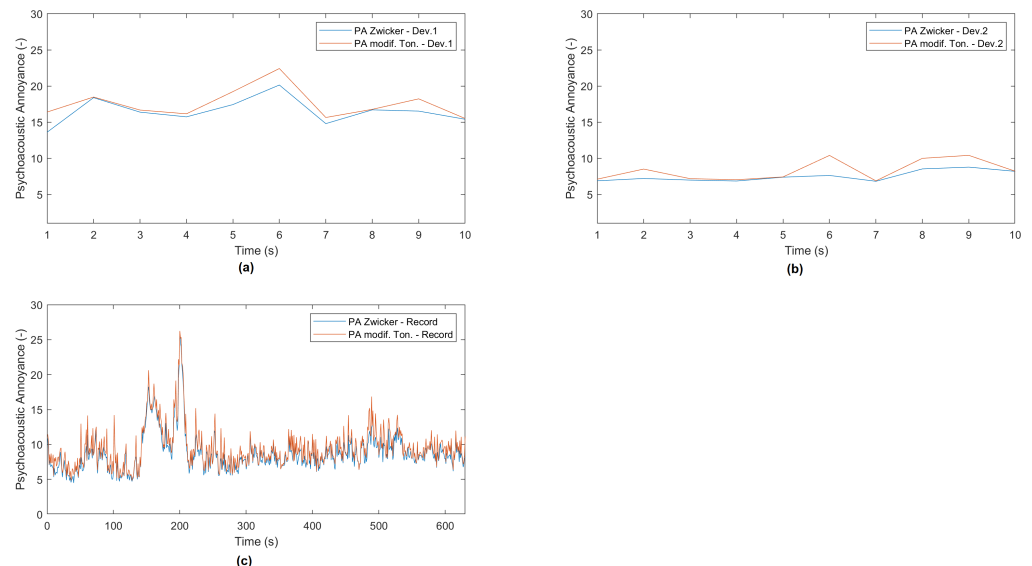 30
25
20
15
10
5
Psychoacoustic Annoyance (-)
PA Zwicker - Dev.1
PA modif. Ton. - Dev.1
1 2 3 4 5 6 7 8 9 10
Time (s)
(a)
30
25
20
15
10
5
Psychoacoustic Annoyance (-)
PA Zwicker - Dev.2
PA modif. Ton. - Dev.2
1 2 3 4 5 6 7 8 9 10
Time (s)
(b)
30
25
20
15
10
5
0
Psychoacoustic Annoyance (-)
PA Zwicker - Record
PA modif. Ton. - Record
0 100 200 300 400 500 600
Time (s)
(c)